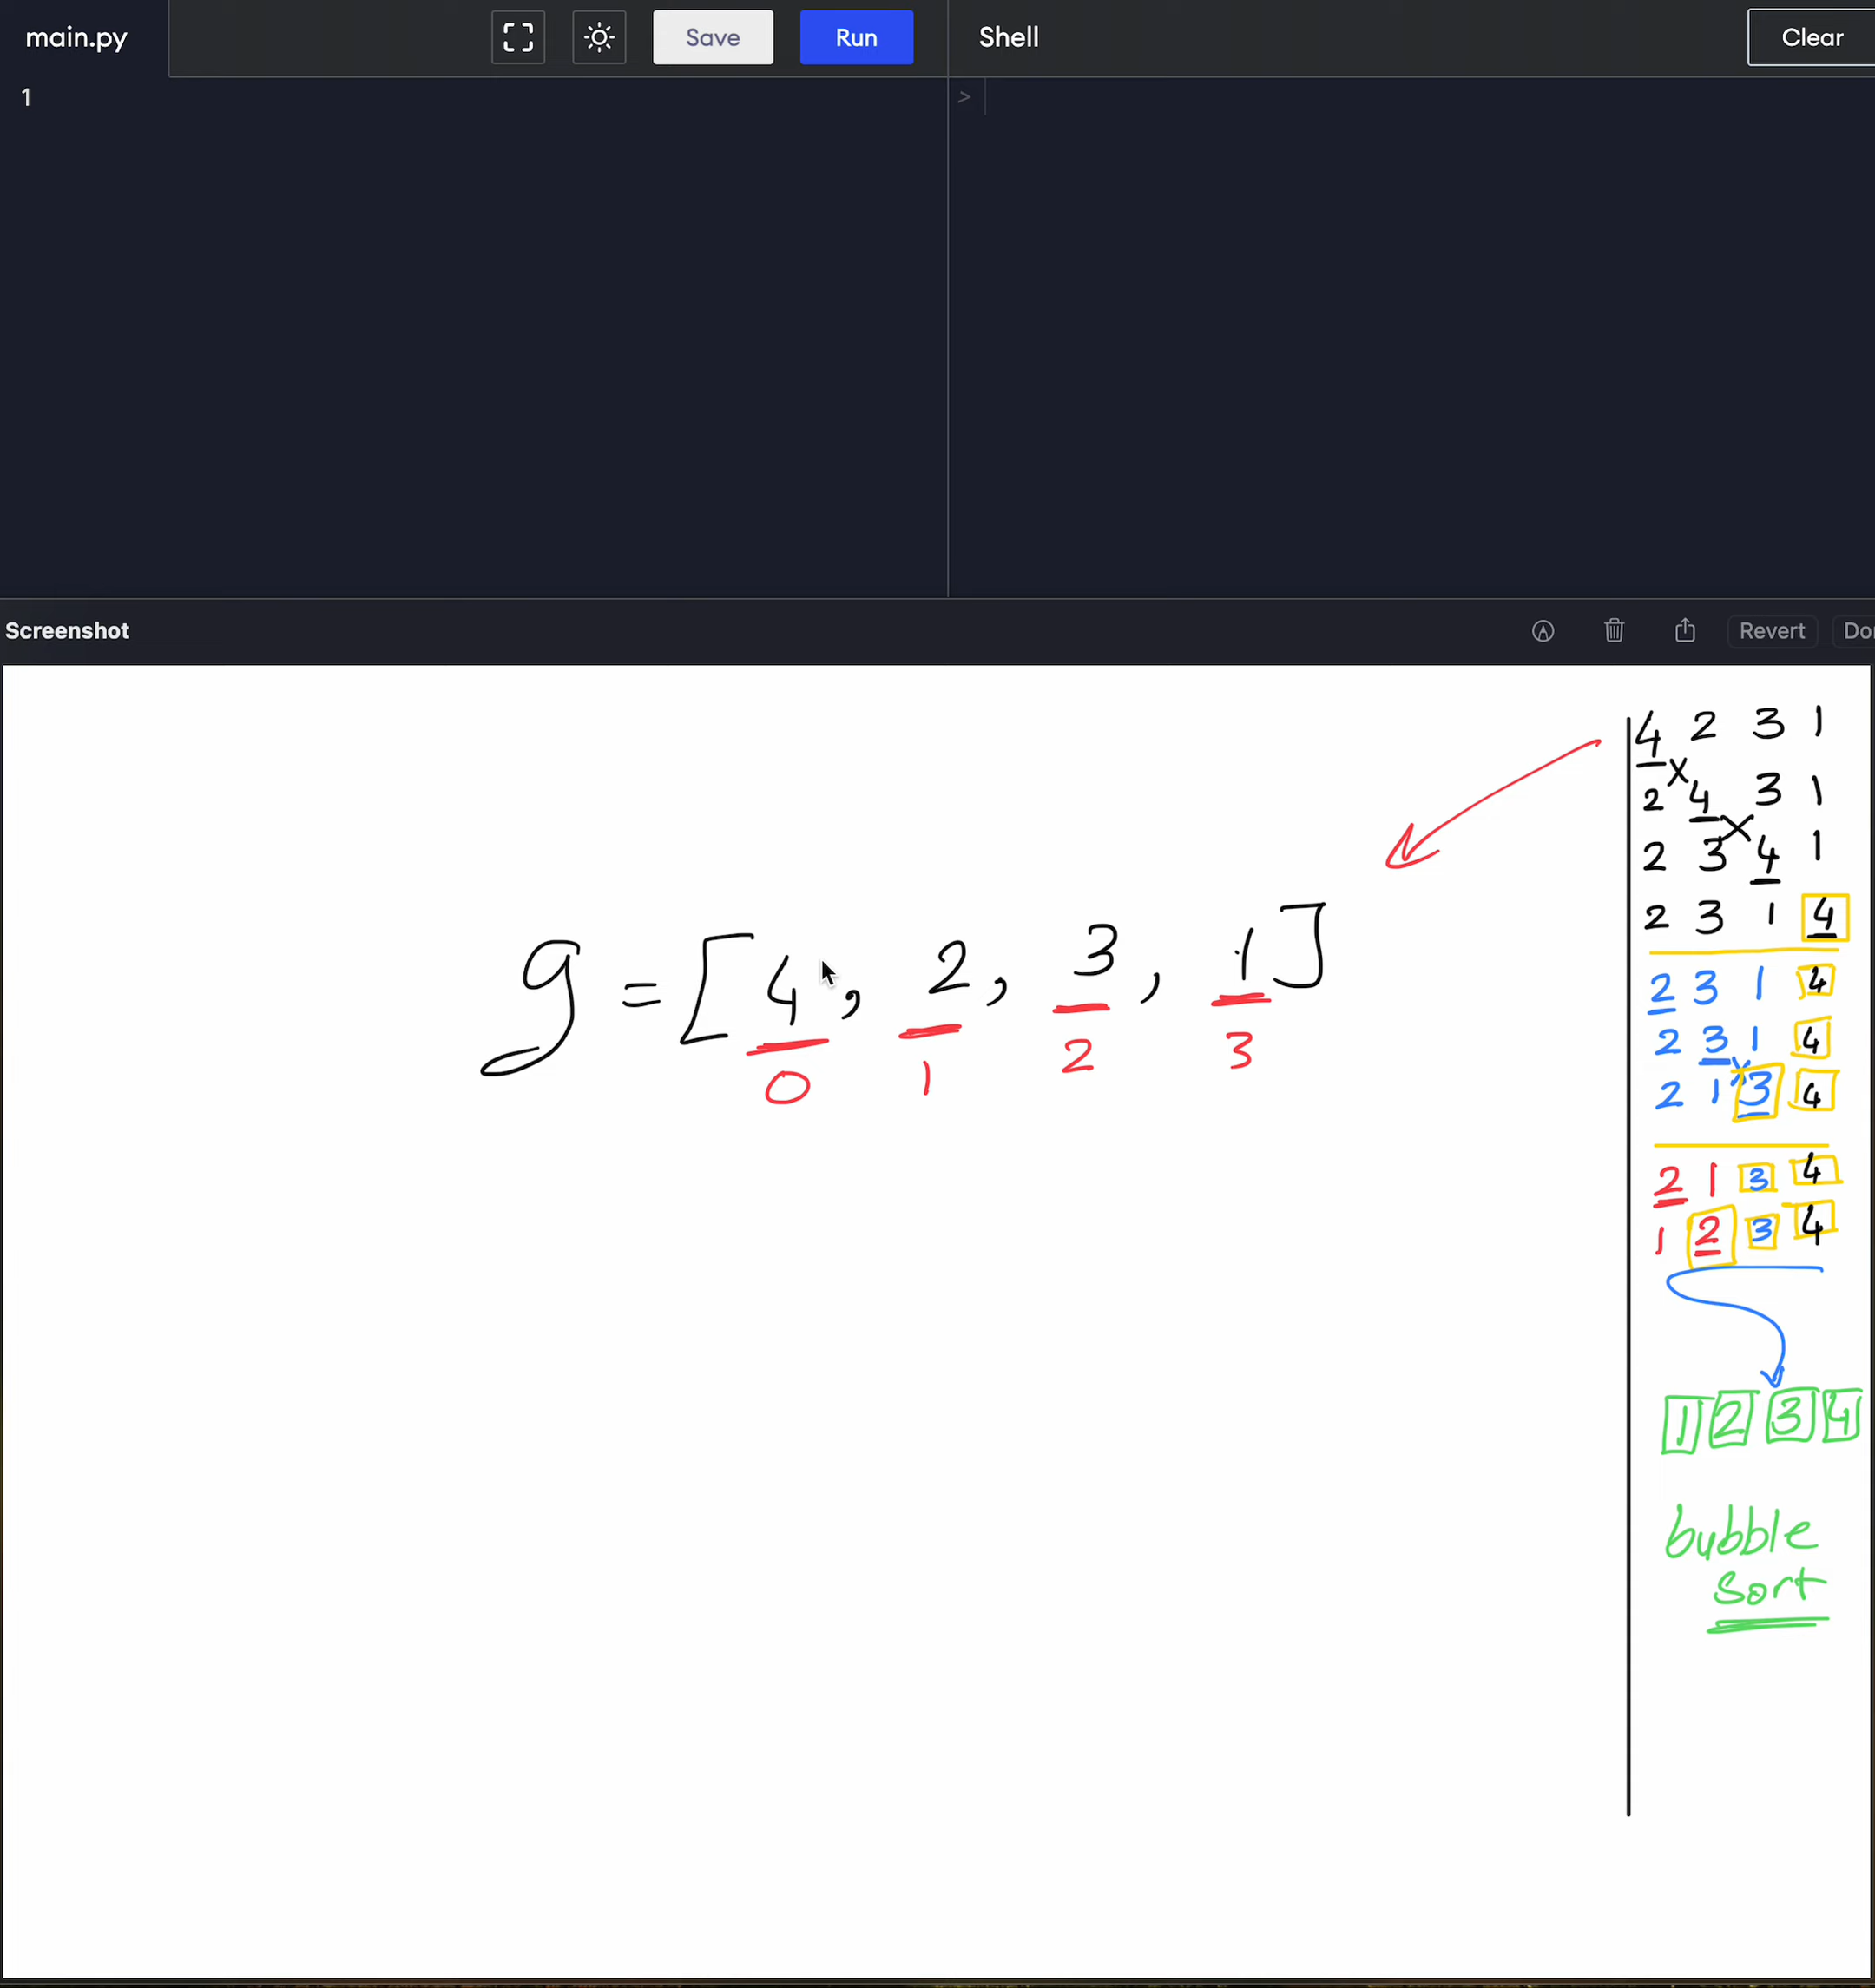 main.py Save Run Shell Clear
1 >
Screenshot Revert
4 2 3 1
2 4 3 1
2 3 4 1
2 3 1 4
2 3 1 4
2 3 1 4
2 1 3 4
2 1 3 4
1 2 3 4
1 2 3 4
bubble
sort
g = [4, 2, 3, 1]
0 1 2 3